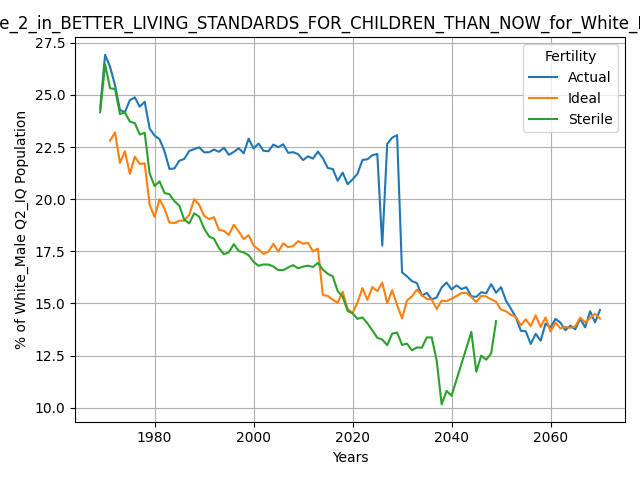 e_2_in_BETTER_LIVING_STANDARDS_FOR_CHILDREN_THAN_NOW_for_White_
% of White_Male Q2_IQ Population
27.5
25.0
22.5
20.0
17.5
15.0
12.5
10.0
Fertility
Actual
Ideal
Sterile
1980
2000
2020
2040
2060
Years